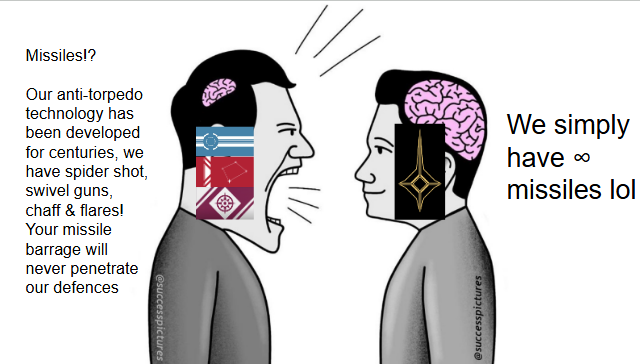 Missiles!?
Our anti-torpedo
technology has
been developed
for centuries, we
have spider shot,
swivel guns,
chaff & flares!
Your missile
barrage will
never penetrate
our defences
We simply
have ∞
missiles lol
@successpictures
@successpictures